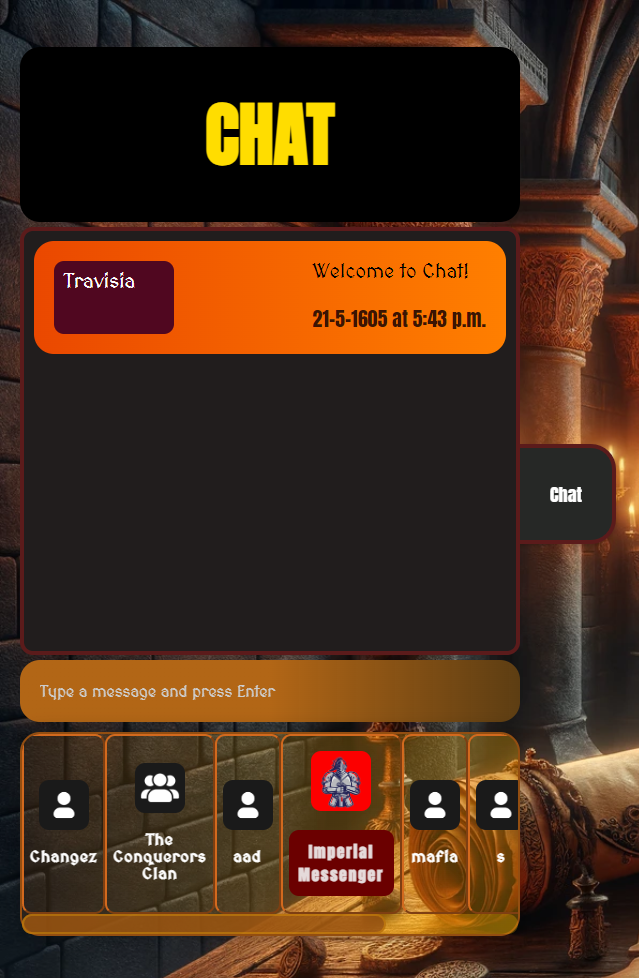 CHAT
Travisia
Welcome to Chat!
21-5-1605 at 5:43 p.m.
Chat
Type a message and press Enter
Changez
The
Conquerors
Clan
aad
Imperial
Messenger
mafia
s